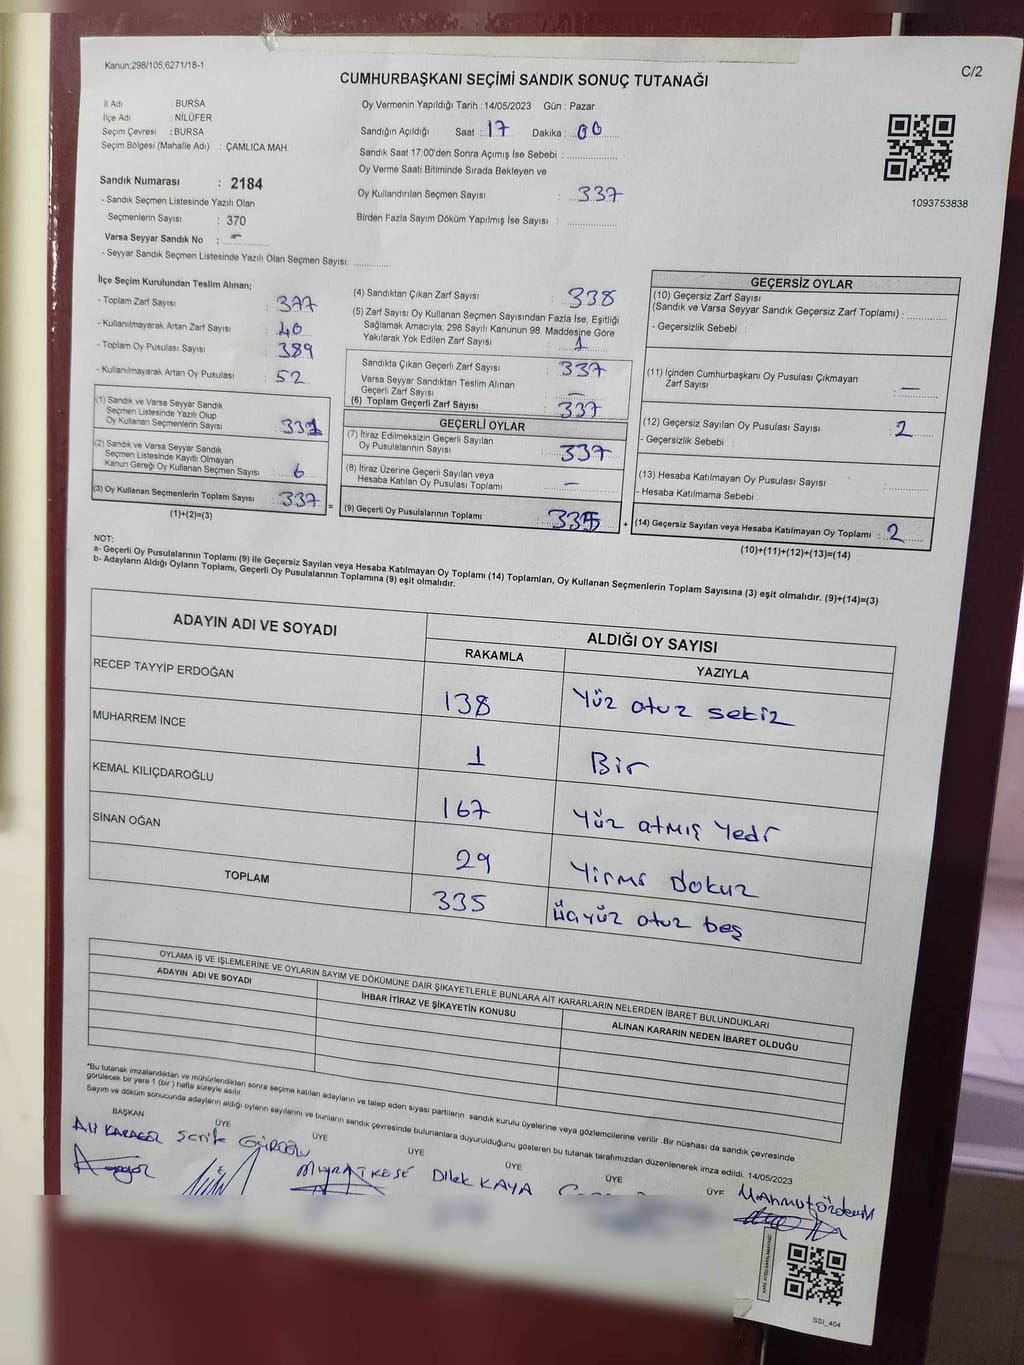 Kanun;298/105,6271/18-1
C/2
CUMHURBAŞKANI SEÇİMİ SANDIK SONUÇ TUTANAĞI
İl Adı : BURSA
İlçe Adı : NİLÜFER
Seçim Çevresi : BURSA
Seçim Bölgesi (Mahalle Adı) : ÇAMLICA MAH.
Sandık Numarası : 2184
- Sandık Seçmen Listesinde Yazılı Olan
Seçmenlerin Sayısı : 370
Varsa Seyyar Sandık No : -
- Seyyar Sandık Seçmen Listesinde Yazılı Olan Seçmen Sayısı:
Oy Vermenin Yapıldığı Tarih : 14/05/2023 Gün : Pazar
Sandığın Açıldığı Saat : 17 Dakika : 00
Sandık Saat 17:00'den Sonra Açımış İse Sebebi :
Oy Verme Saati Bitiminde Sırada Bekleyen ve
Oy Kullandırılan Seçmen Sayısı : 337
Birden Fazla Sayım Döküm Yapılmış İse Sayısı :
1093753838
İlçe Seçim Kurulundan Teslim Alınan;
- Toplam Zarf Sayısı : 377
- Kullanılmayarak Artan Zarf Sayısı : 40
- Toplam Oy Pusulası Sayısı : 389
- Kullanılmayarak Artan Oy Pusulası : 52
(1) Sandık ve Varsa Seyyar Sandık
Seçmen Listesinde Yazılı Olup
Oy Kullanan Seçmenlerin Sayısı : 331
(2) Sandık ve Varsa Seyyar Sandık
Seçmen Listesinde Kayıtlı Olmayan
Kanun Gereği Oy Kullanan Seçmen Sayısı : 6
(3) Oy Kullanan Seçmenlerin Toplam Sayısı : 337 =
(1)+(2)=(3)
(4) Sandıktan Çıkan Zarf Sayısı : 338
(5) Zarf Sayısı Oy Kullanan Seçmen Sayısından Fazla İse, Eşitliği
Sağlamak Amacıyla; 298 Sayılı Kanunun 98. Maddesine Göre
Yakılarak Yok Edilen Zarf Sayısı : 1
Sandıkta Çıkan Geçerli Zarf Sayısı : 337
Varsa Seyyar Sandıktan Teslim Alınan
Geçerli Zarf Sayısı : -
(6) Toplam Geçerli Zarf Sayısı : 337
GEÇERLİ OYLAR
(7) İtiraz Edilmeksizin Geçerli Sayılan
Oy Pusulalarının Sayısı : 337
(8) İtiraz Üzerine Geçerli Sayılan veya
Hesaba Katılan Oy Pusulası Toplamı : -
(9) Geçerli Oy Pusulalarının Toplamı : 335 +
GEÇERSİZ OYLAR
(10) Geçersiz Zarf Sayısı
(Sandık ve Varsa Seyyar Sandık Geçersiz Zarf Toplamı) :
- Geçersizlik Sebebi :
(11) İçinden Cumhurbaşkanı Oy Pusulası Çıkmayan
Zarf Sayısı : -
(12) Geçersiz Sayılan Oy Pusulası Sayısı : 2
- Geçersizlik Sebebi :
(13) Hesaba Katılmayan Oy Pusulası Sayısı :
- Hesaba Katılmama Sebebi :
(14) Geçersiz Sayılan veya Hesaba Katılmayan Oy Toplamı : 2
(10)+(11)+(12)+(13)=(14)
NOT:
a- Geçerli Oy Pusulalarının Toplamı (9) ile Geçersiz Sayılan veya Hesaba Katılmayan Oy Toplamı (14) Toplamları, Oy Kullanan Seçmenlerin Toplam Sayısına (3) eşit olmalıdır. (9)+(14)=(3)
b- Adayların Aldığı Oyların Toplamı, Geçerli Oy Pusulalarının Toplamına (9) eşit olmalıdır.
ADAYIN ADI VE SOYADI ALDIĞI OY SAYISI
RAKAMLA YAZIYLA
RECEP TAYYİP ERDOĞAN 138 Yüz otuz sekiz
MUHARREM İNCE 1 Bir
KEMAL KILIÇDAROĞLU 167 Yüz atmış Yedi
SİNAN OĞAN 29 Yirmi Dokuz
TOPLAM 335 üçyüz otuz beş
OYLAMA İŞ VE İŞLEMLERİNE VE OYLARIN SAYIM VE DÖKÜMÜNE DAİR ŞİKAYETLERLE BUNLARA AİT KARARLARIN NELERDEN İBARET BULUNDUKLARI
ADAYIN ADI VE SOYADI İHBAR İTİRAZ VE ŞİKAYETİN KONUSU ALINAN KARARIN NEDEN İBARET OLDUĞU
*Bu tutanak imzalandıktan ve mühürlendikten sonra seçime katılan adayların ve talep eden siyasi partilerin sandık kurulu üyelerine veya gözlemcilerine verilir .Bir nüshası da sandık çevresinde
görülecek bir yere 1 (bir ) hafta süreyle asılır.
Sayım ve döküm sonucunda adayların aldığı oyların sayılarını ve bunların sandık çevresinde bulunanlara duyurulduğunu gösteren bu tutanak tarafımızdan düzenlenerek imza edildi. 14/05/2023
BAŞKAN ÜYE ÜYE ÜYE ÜYE ÜYE ÜYE
Ali KARAGÖL Şerife GÜROĞLU MURAT KESE Dilek KAYA Mahmut Özdemir
SSİ_404